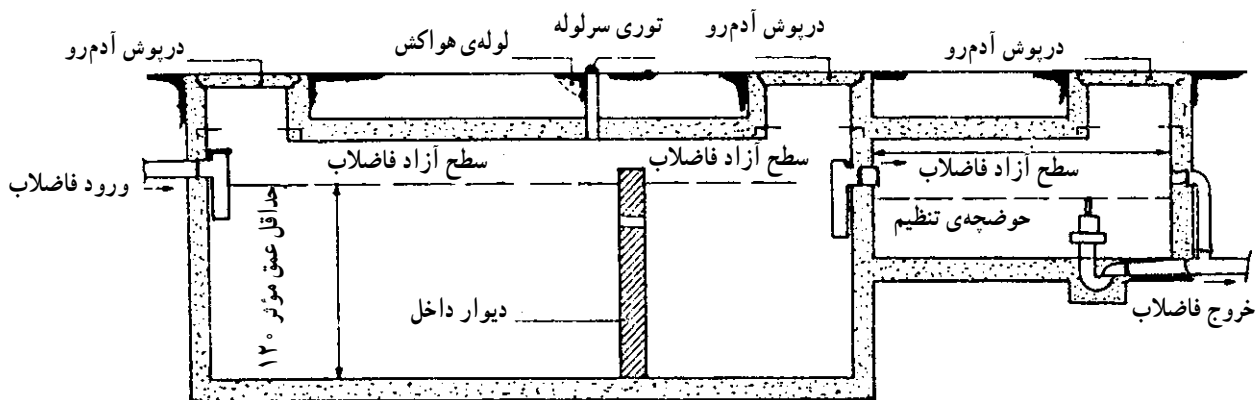 درپوش آدم‌رو
توری سرلوله
لوله‌ی هواکش
درپوش آدم‌رو
درپوش آدم‌رو
سطح آزاد فاضلاب
سطح آزاد فاضلاب
سطح آزاد فاضلاب
ورود فاضلاب
حداقل عمق مؤثر ۱۲۰
حوضچه‌ی تنظیم
دیوار داخل
خروج فاضلاب